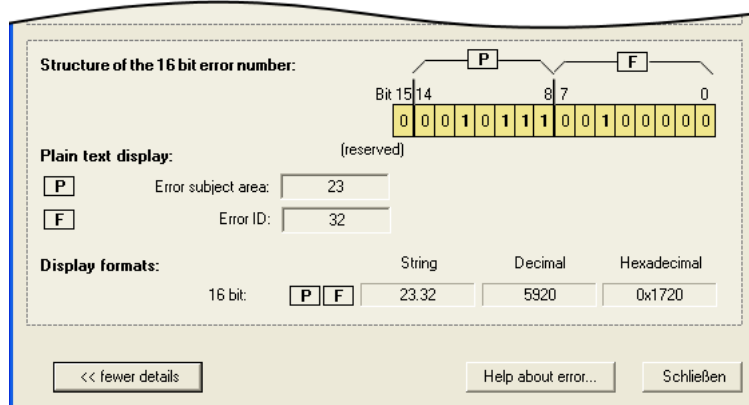 Structure of the 16 bit error number:
P F
Bit 15 14 8 7 0
0 0 0 1 0 1 1 1 0 0 1 0 0 0 0 0
(reserved)
Plain text display:
P Error subject area: 23
F Error ID: 32
Display formats: String Decimal Hexadecimal
16 bit: P F 23.32 5920 0x1720
<< fewer details Help about error... Schließen